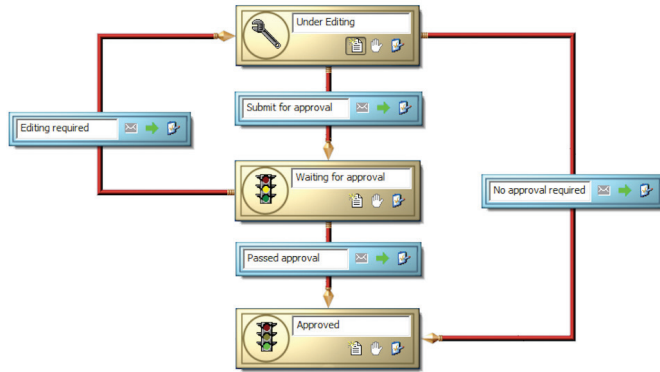 Under Editing
Submit for approval
Editing required
Waiting for approval
No approval required
Passed approval
Approved